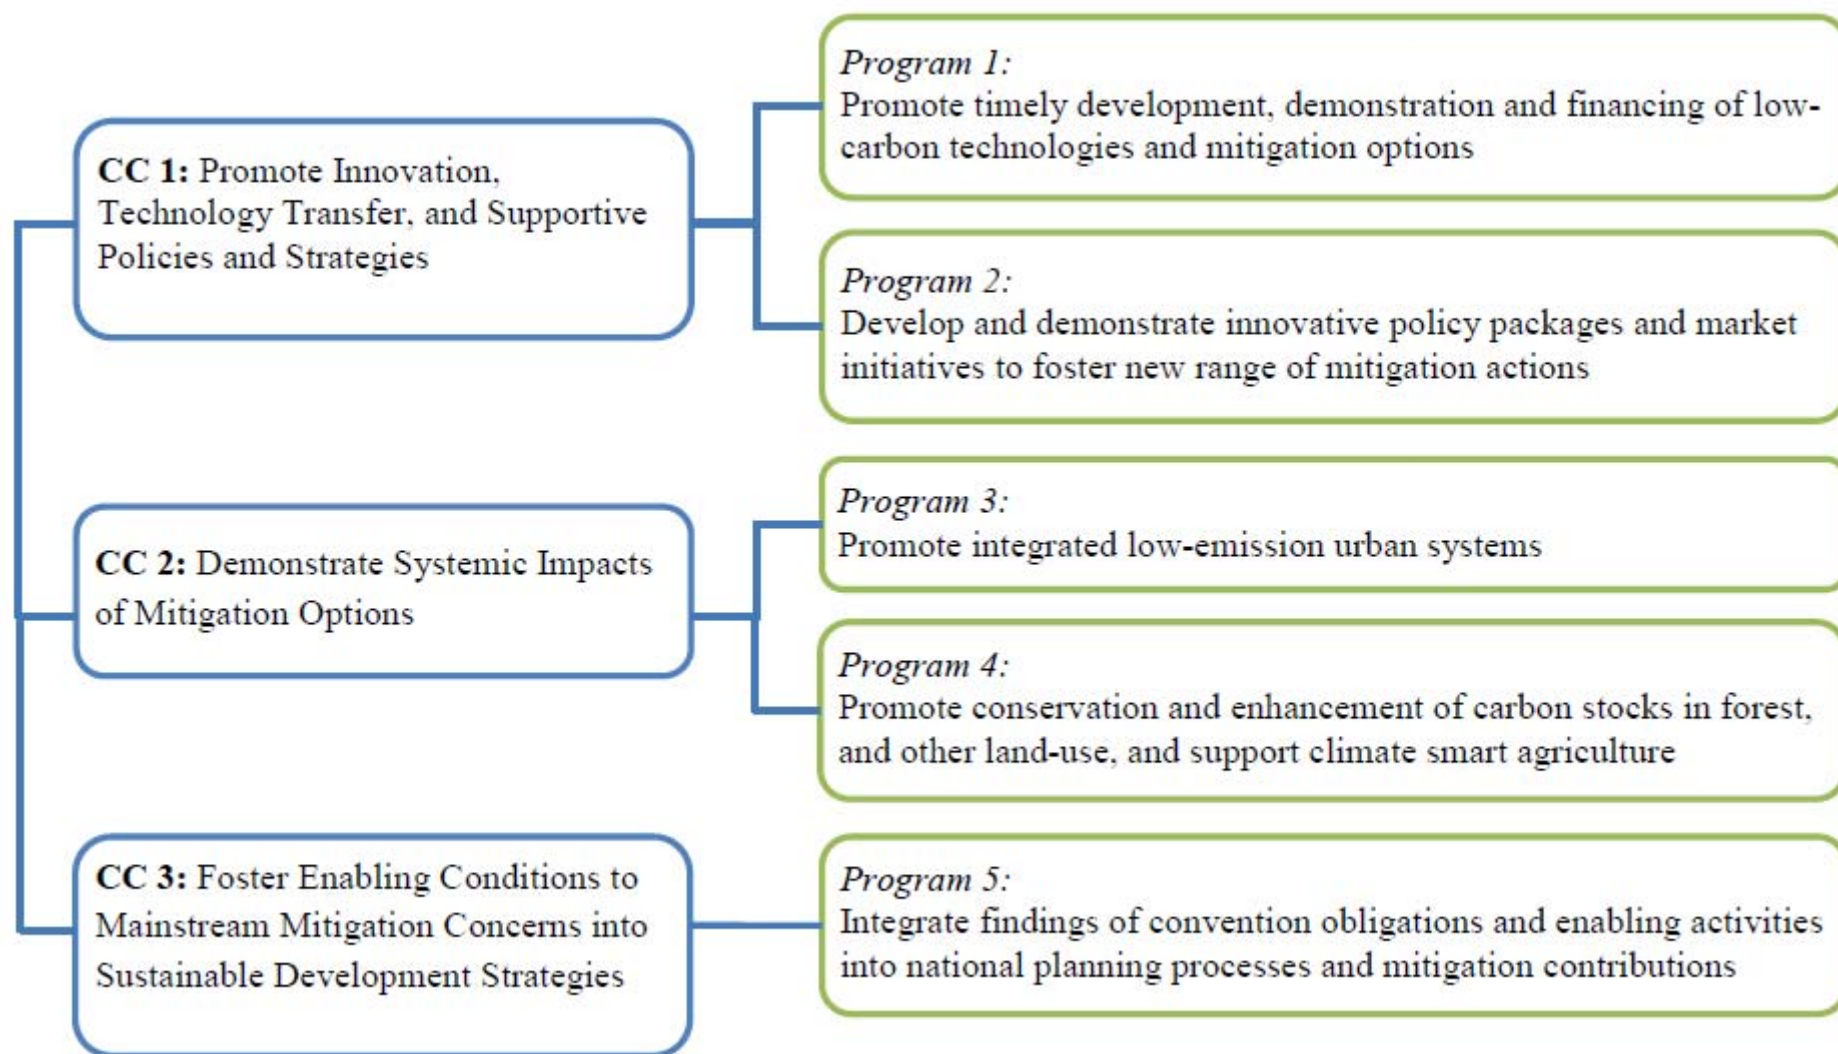 CC 1: Promote Innovation,
Technology Transfer, and Supportive
Policies and Strategies
Program 1:
Promote timely development, demonstration and financing of low-
carbon technologies and mitigation options
Program 2:
Develop and demonstrate innovative policy packages and market
initiatives to foster new range of mitigation actions
CC 2: Demonstrate Systemic Impacts
of Mitigation Options
Program 3:
Promote integrated low-emission urban systems
Program 4:
Promote conservation and enhancement of carbon stocks in forest,
and other land-use, and support climate smart agriculture
CC 3: Foster Enabling Conditions to
Mainstream Mitigation Concerns into
Sustainable Development Strategies
Program 5:
Integrate findings of convention obligations and enabling activities
into national planning processes and mitigation contributions